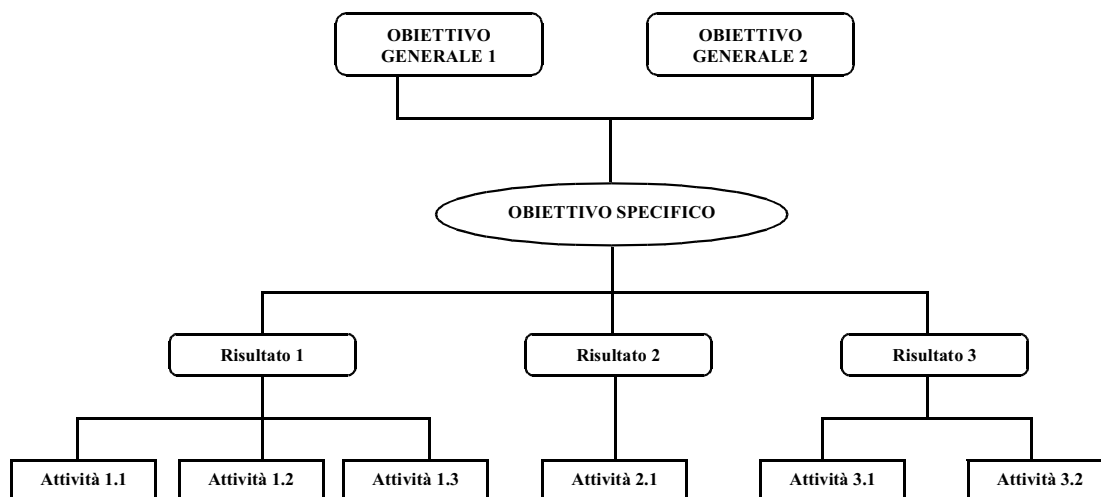 OBIETTIVO
GENERALE 1
OBIETTIVO
GENERALE 2
OBIETTIVO SPECIFICO
Risultato 1
Risultato 2
Risultato 3
Attività 1.1
Attività 1.2
Attività 1.3
Attività 2.1
Attività 3.1
Attività 3.2